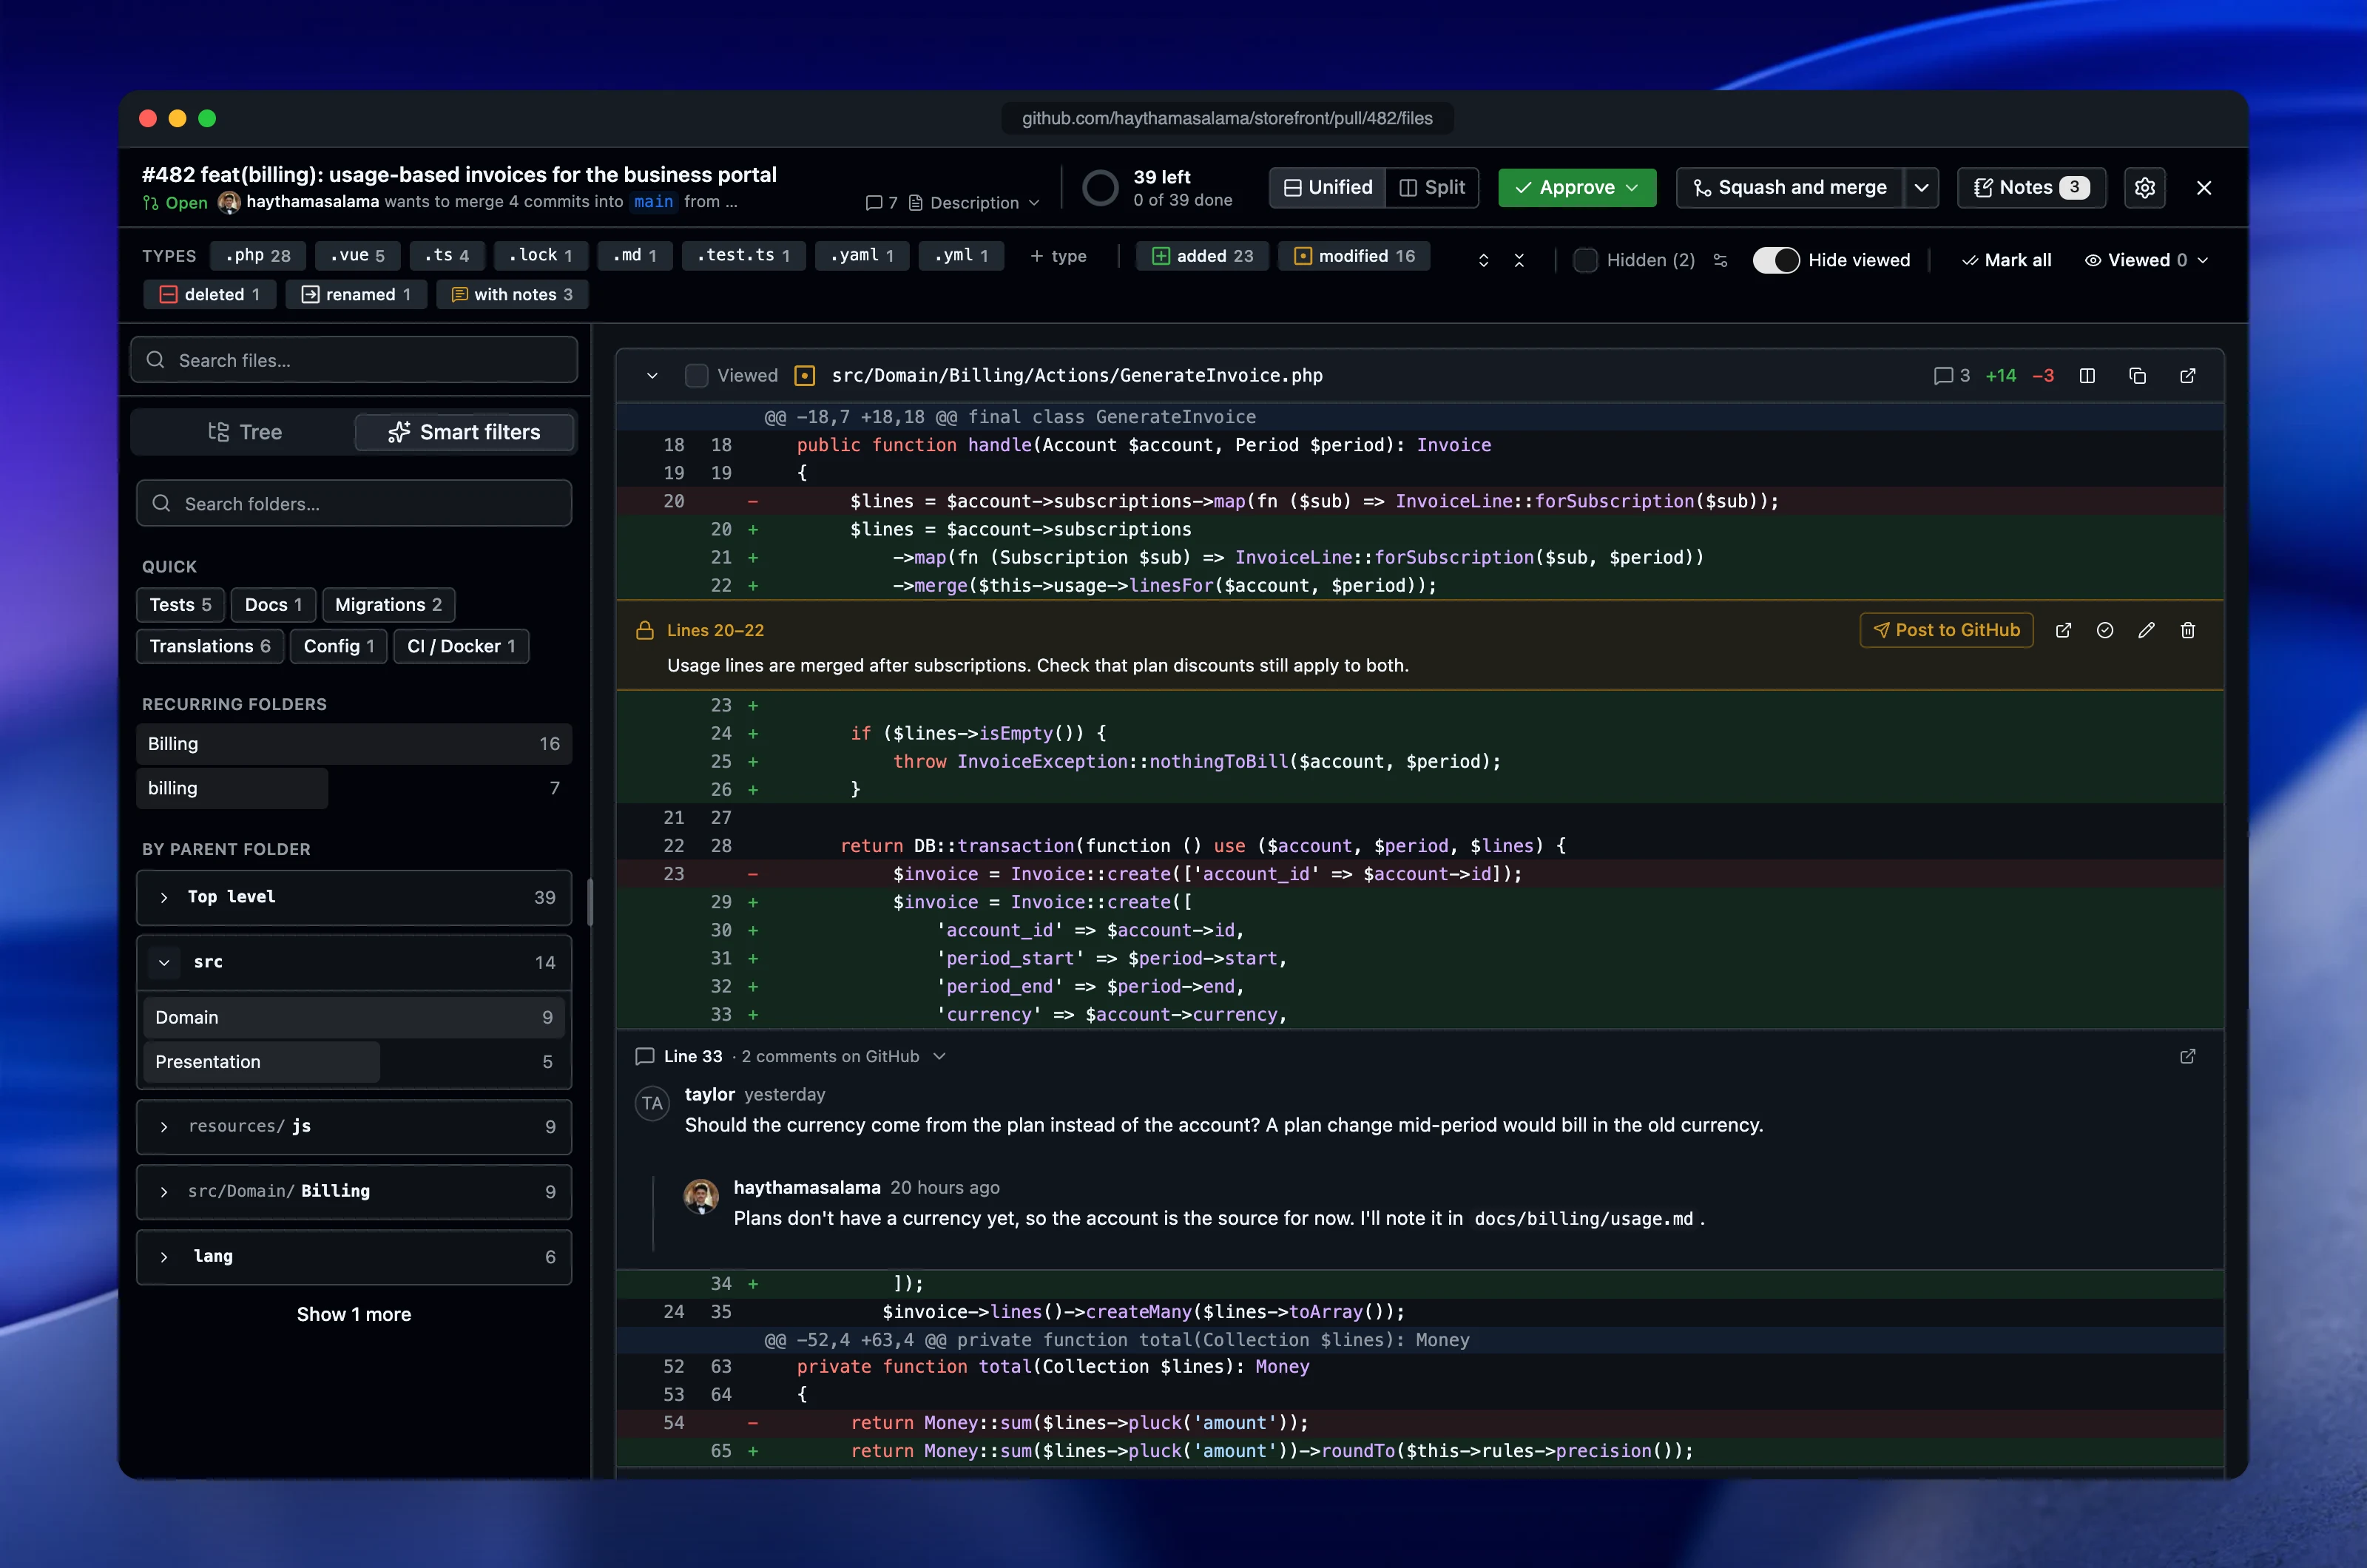 github.com/haythamasalama/storefront/pull/482/files
#482 feat(billing): usage-based invoices for the business portal
Open haythamasalama wants to merge 4 commits into main from ...
7 Description
39 left
0 of 39 done
Unified Split
Approve
Squash and merge
Notes 3
TYPES .php 28 .vue 5 .ts 4 .lock 1 .md 1 .test.ts 1 .yaml 1 .yml 1 + type added 23 modified 16
Hidden (2) Hide viewed Mark all Viewed 0
deleted 1 renamed 1 with notes 3
Search files...
Tree Smart filters
Search folders...
QUICK
Tests 5 Docs 1 Migrations 2
Translations 6 Config 1 CI / Docker 1
RECURRING FOLDERS
Billing 16
billing 7
BY PARENT FOLDER
Top level 39
src 14
Domain 9
Presentation 5
resources/ js 9
src/Domain/ Billing 9
lang 6
Show 1 more
Viewed src/Domain/Billing/Actions/GenerateInvoice.php 3 +14 −3
@@ -18,7 +18,18 @@ final class GenerateInvoice
18 18 public function handle(Account $account, Period $period): Invoice
19 19 {
20 − $lines = $account->subscriptions->map(fn ($sub) => InvoiceLine::forSubscription($sub));
20 + $lines = $account->subscriptions
21 + ->map(fn (Subscription $sub) => InvoiceLine::forSubscription($sub, $period))
22 + ->merge($this->usage->linesFor($account, $period));
Lines 20–22
Post to GitHub
Usage lines are merged after subscriptions. Check that plan discounts still apply to both.
23 +
24 + if ($lines->isEmpty()) {
25 + throw InvoiceException::nothingToBill($account, $period);
26 + }
21 27
22 28 return DB::transaction(function () use ($account, $period, $lines) {
23 − $invoice = Invoice::create(['account_id' => $account->id]);
29 + $invoice = Invoice::create([
30 + 'account_id' => $account->id,
31 + 'period_start' => $period->start,
32 + 'period_end' => $period->end,
33 + 'currency' => $account->currency,
Line 33 · 2 comments on GitHub
TA taylor yesterday
Should the currency come from the plan instead of the account? A plan change mid-period would bill in the old currency.
haythamasalama 20 hours ago
Plans don't have a currency yet, so the account is the source for now. I'll note it in docs/billing/usage.md .
34 + ]);
24 35 $invoice->lines()->createMany($lines->toArray());
@@ -52,4 +63,4 @@ private function total(Collection $lines): Money
52 63 private function total(Collection $lines): Money
53 64 {
54 − return Money::sum($lines->pluck('amount'));
65 + return Money::sum($lines->pluck('amount'))->roundTo($this->rules->precision());